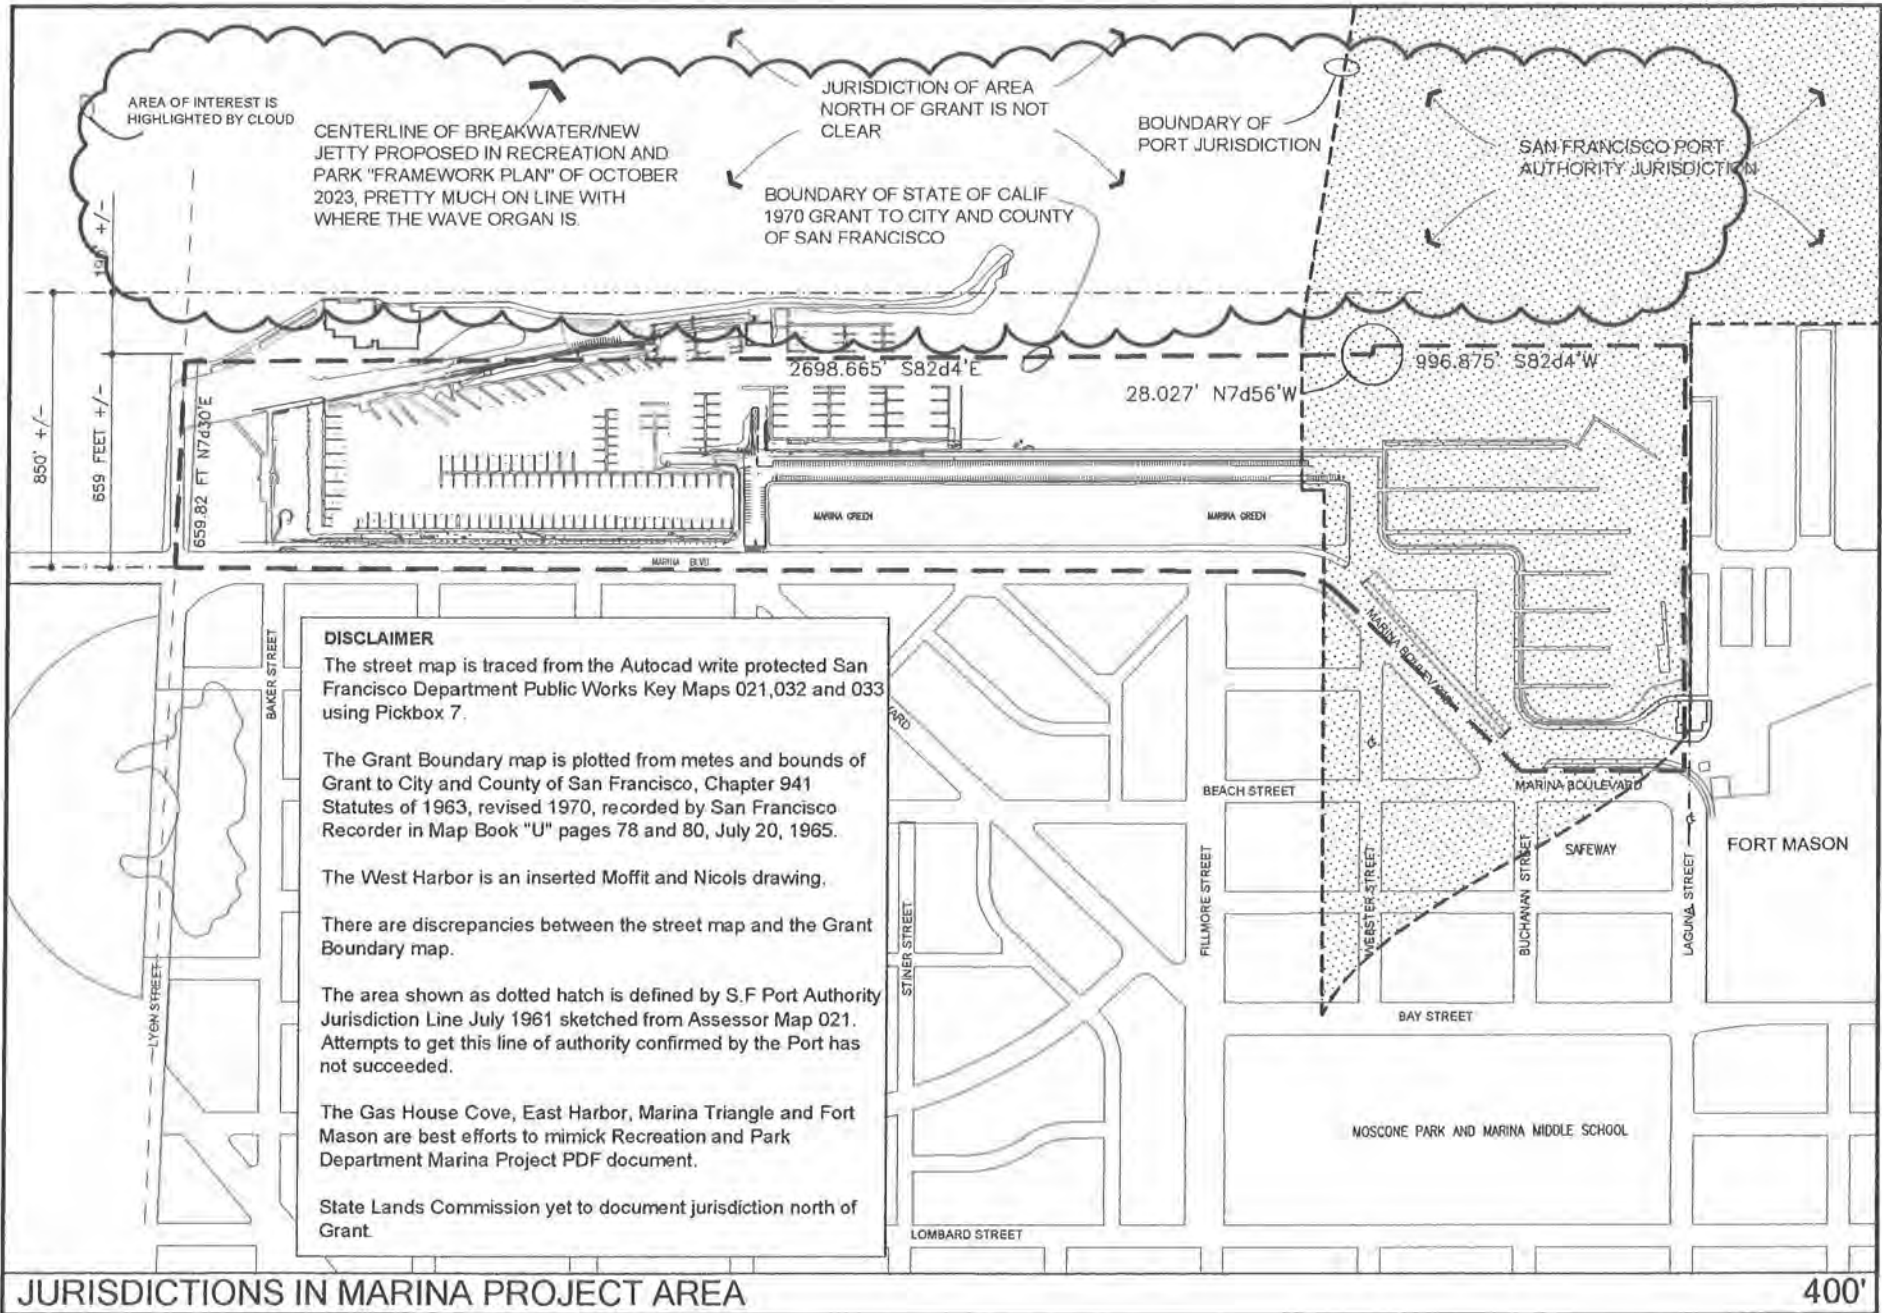 AREA OF INTEREST IS
HIGHLIGHTED BY CLOUD
CENTERLINE OF BREAKWATER/NEW
JETTY PROPOSED IN RECREATION AND
PARK "FRAMEWORK PLAN" OF OCTOBER
2023, PRETTY MUCH ON LINE WITH
WHERE THE WAVE ORGAN IS.
JURISDICTION OF AREA
NORTH OF GRANT IS NOT
CLEAR
BOUNDARY OF STATE OF CALIF
1970 GRANT TO CITY AND COUNTY
OF SAN FRANCISCO
BOUNDARY OF
PORT JURISDICTION
SAN FRANCISCO PORT
AUTHORITY JURISDICTION
+/-
850' +/-
659 FEET +/-
659.82 FT N7d30'E
2698.665' S82d4'E
28.027' N7d56'W
996.875' S82d4'W
MARINA GREEN
MARINA GREEN
MARINA BLVD
MARINA BOULEVARD
MARINA BOULEVARD
BAKER STREET
LYON STREET
DISCLAIMER
The street map is traced from the Autocad write protected San
Francisco Department Public Works Key Maps 021,032 and 033
using Pickbox 7.
The Grant Boundary map is plotted from metes and bounds of
Grant to City and County of San Francisco, Chapter 941
Statutes of 1963, revised 1970, recorded by San Francisco
Recorder in Map Book "U" pages 78 and 80, July 20, 1965.
The West Harbor is an inserted Moffit and Nicols drawing.
There are discrepancies between the street map and the Grant
Boundary map.
The area shown as dotted hatch is defined by S.F Port Authority
Jurisdiction Line July 1961 sketched from Assessor Map 021.
Attempts to get this line of authority confirmed by the Port has
not succeeded.
The Gas House Cove, East Harbor, Marina Triangle and Fort
Mason are best efforts to mimick Recreation and Park
Department Marina Project PDF document.
State Lands Commission yet to document jurisdiction north of
Grant.
ARD
STINER STREET
BEACH STREET
FILLMORE STREET
WEBSTER STREET
BUCHANAN STREET
SAFEWAY
LAGUNA STREET
FORT MASON
BAY STREET
MOSCONE PARK AND MARINA MIDDLE SCHOOL
LOMBARD STREET
JURISDICTIONS IN MARINA PROJECT AREA
400'